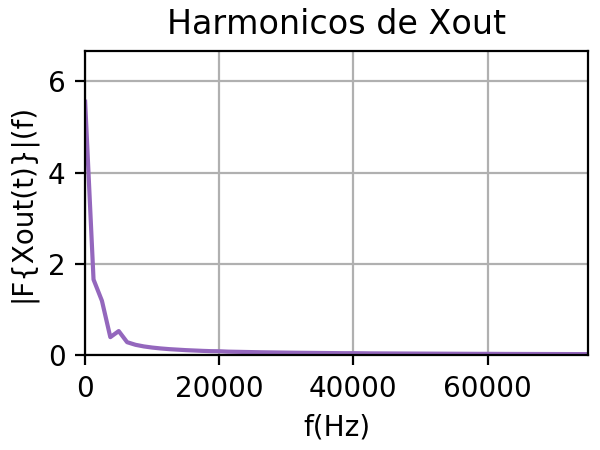 Harmonicos de Xout
|F{Xout(t)}|(f)
6
4
2
0
0 20000 40000 60000
f(Hz)